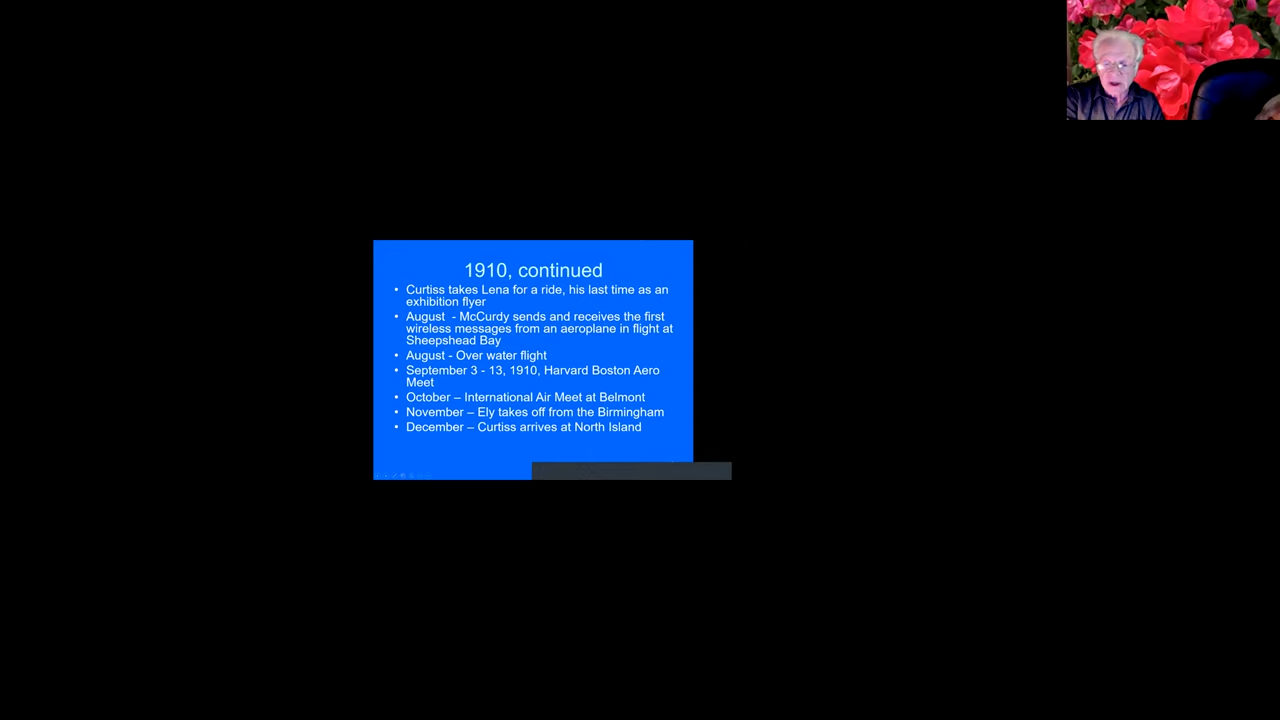 1910, continued
• Curtiss takes Lena for a ride, his last time as an
exhibition flyer
• August - McCurdy sends and receives the first
wireless messages from an aeroplane in flight at
Sheepshead Bay
• August - Over water flight
• September 3 - 13, 1910, Harvard Boston Aero
Meet
• October – International Air Meet at Belmont
• November – Ely takes off from the Birmingham
• December – Curtiss arrives at North Island